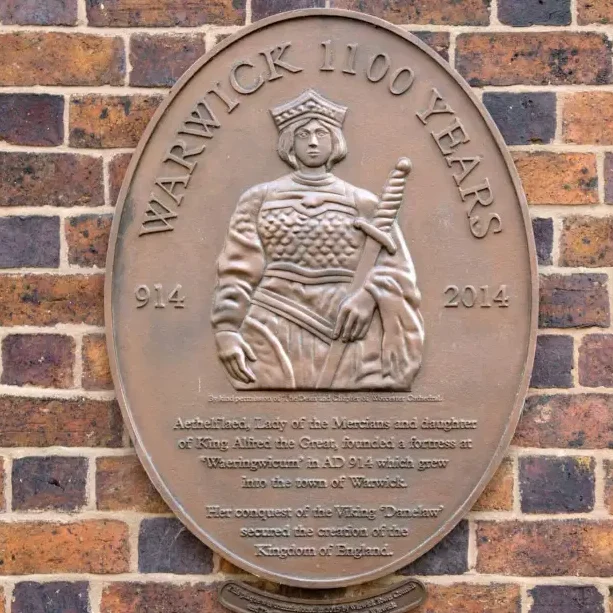 WARWICK 1100 YEARS
914 2014
By kind permission of the Dean and Chapter of Worcester Cathedral.
Aethelflaed, Lady of the Mercians and daughter
of King Alfred the Great, founded a fortress at
'Waeringwicum' in AD 914 which grew
into the town of Warwick.
Her conquest of the Viking 'Danelaw'
secured the creation of the
Kingdom of England.